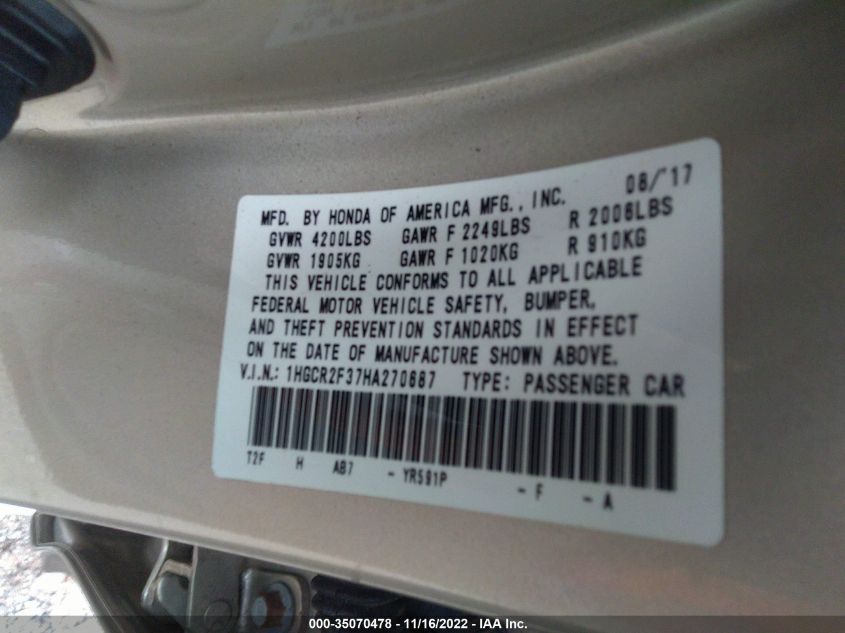 06/'17
MFD. BY HONDA OF AMERICA MFG., INC.
GVWR 4200LBS GAWR F 2249LBS R 2006LBS
GVWR 1905KG GAWR F 1020KG R 910KG
THIS VEHICLE CONFORMS TO ALL APPLICABLE
FEDERAL MOTOR VEHICLE SAFETY, BUMPER,
AND THEFT PREVENTION STANDARDS IN EFFECT
ON THE DATE OF MANUFACTURE SHOWN ABOVE.
V.I.N.: 1HGCR2F37HA270687 TYPE: PASSENGER CAR
T2F H AB7 - YR591P - F - A
000-35070478 - 11/16/2022 - IAA Inc.